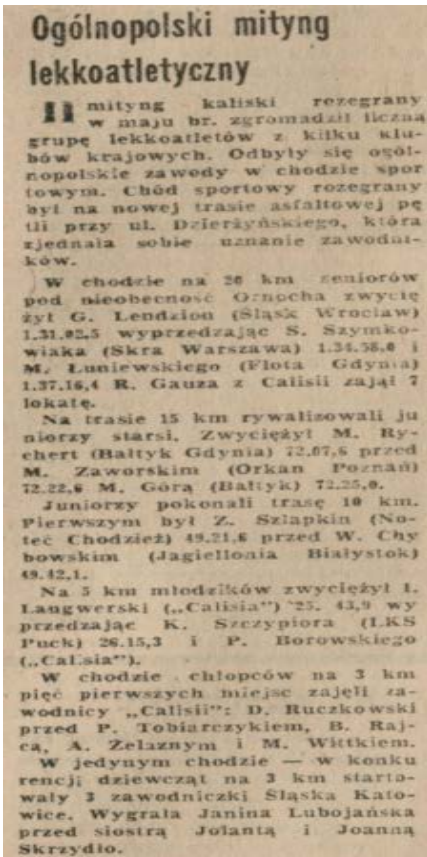 Ogólnopolski mityng
lekkoatletyczny
II mityng kaliski rozegrany
w maju br. zgromadził liczną
grupę lekkoatletów z kilku klu-
bów krajowych. Odbyły się ogól-
nopolskie zawody w chodzie spor
towym. Chód sportowy rozegrany
był na nowej trasie asfaltowej pę
tli przy ul. Dzierżyńskiego, która
zjednała sobie uznanie zawodni-
ków.
W chodzie na 20 km seniorów
pod nieobecność Ornocha zwycię
żył G. Lendzion (Śląsk Wrocław)
1.31.02,5 wyprzedzając S. Szymko-
wiaka (Skra Warszawa) 1.34.58,0 i
M. Łuniewskiego (Flota Gdynia)
1.37.16,4 R. Gauza z Calisii zajął 7
lokatę.
Na trasie 15 km rywalizowali ju
niorzy starsi. Zwyciężył M. Ry-
chert (Bałtyk Gdynia) 72.07,6 przed
M. Zaworskim (Orkan Poznań)
72.22,6 M. Górą (Bałtyk) 72.25,0.
Juniorzy pokonali trasę 10 km.
Pierwszym był Z. Szlapkin (No-
teć Chodzież) 49.21,6 przed W. Chy
bowskim (Jagiellonia Białystok)
49.42,1.
Na 5 km młodzików zwyciężył I.
Langwerski („Calisia") 25. 43,9 wy
przedzając K. Szczypiora (LKS
Puck) 26.15,3 i P. Borowskiego
(„Calisia").
W chodzie chłopców na 3 km
pięć pierwszych miejsc zajęli za-
wodnicy „Calisii": D. Ruczkowski
przed P. Tobiarczykiem, B. Raj-
cą, A. Żelaznym i M. Wittkiem.
W jedynym chodzie — w konku
rencji dziewcząt na 3 km starto-
wały 3 zawodniczki Śląska Kato-
wice. Wygrała Janina Lubojańska
przed siostrą Jolantą i Joanną
Skrzydło.